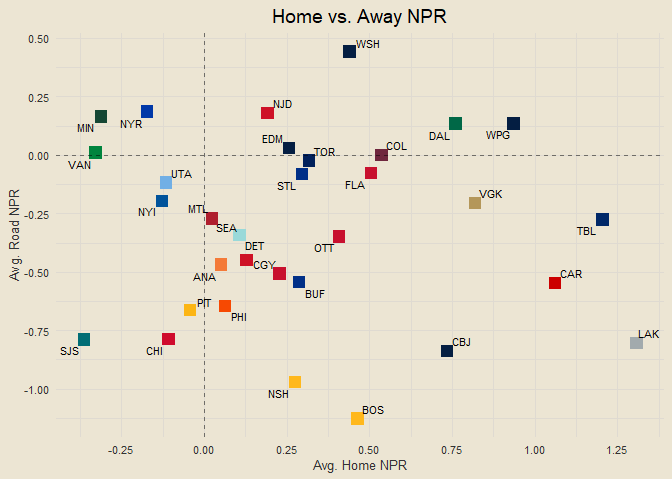 Home vs. Away NPR
0.50
WSH
0.25
NJD
MIN
NYR
DAL
WPG
EDM
TOR
COL
0.00
VAN
UTA
STL
FLA
VGK
-0.25
NYI
MTL
SEA
TBL
DET
OTT
-0.50
ANA
CGY
CAR
BUF
PIT
PHI
-0.75
SJS
CHI
CBJ
LAK
NSH
-1.00
BOS
Avg. Road NPR
-0.25
0.00
0.25
0.50
0.75
1.00
1.25
Avg. Home NPR